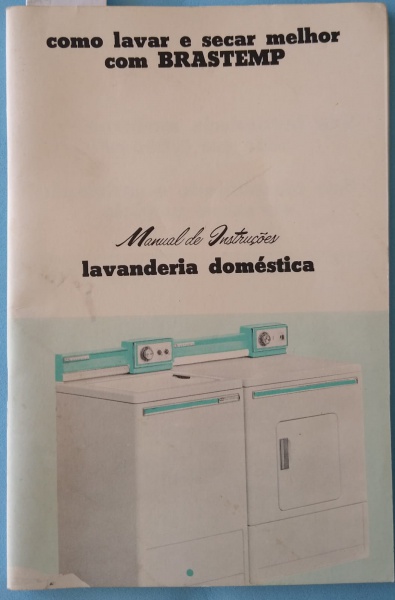 como lavar e secar melhor
com BRASTEMP
Manual de Instruções
lavanderia doméstica